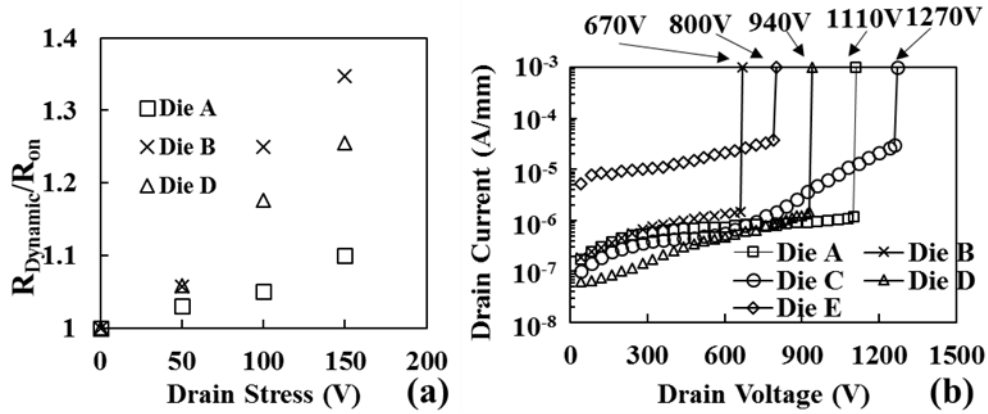 1.4
1.3
1.2
1.1
1
R_Dynamic/R_on
Die A
Die B
Die D
0 50 100 150 200
Drain Stress (V)
(a)
670V 800V 940V 1110V 1270V
10⁻³
10⁻⁴
10⁻⁵
10⁻⁶
10⁻⁷
10⁻⁸
Drain Current (A/mm)
Die A Die B
Die C Die D
Die E
0 300 600 900 1200 1500
Drain Voltage (V)
(b)